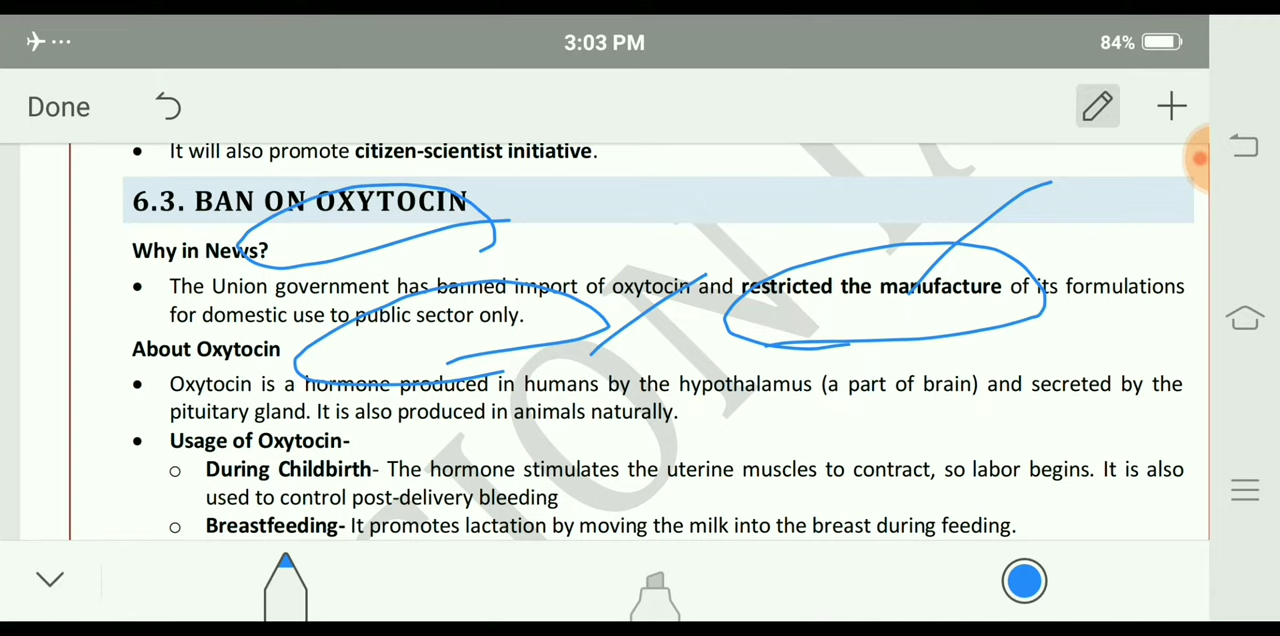 3:03 PM
84%
Done
• It will also promote citizen-scientist initiative.
6.3. BAN ON OXYTOCIN
Why in News?
• The Union government has banned import of oxytocin and restricted the manufacture of its formulations
for domestic use to public sector only.
About Oxytocin
• Oxytocin is a hormone produced in humans by the hypothalamus (a part of brain) and secreted by the
pituitary gland. It is also produced in animals naturally.
• Usage of Oxytocin-
o During Childbirth- The hormone stimulates the uterine muscles to contract, so labor begins. It is also
used to control post-delivery bleeding
o Breastfeeding- It promotes lactation by moving the milk into the breast during feeding.